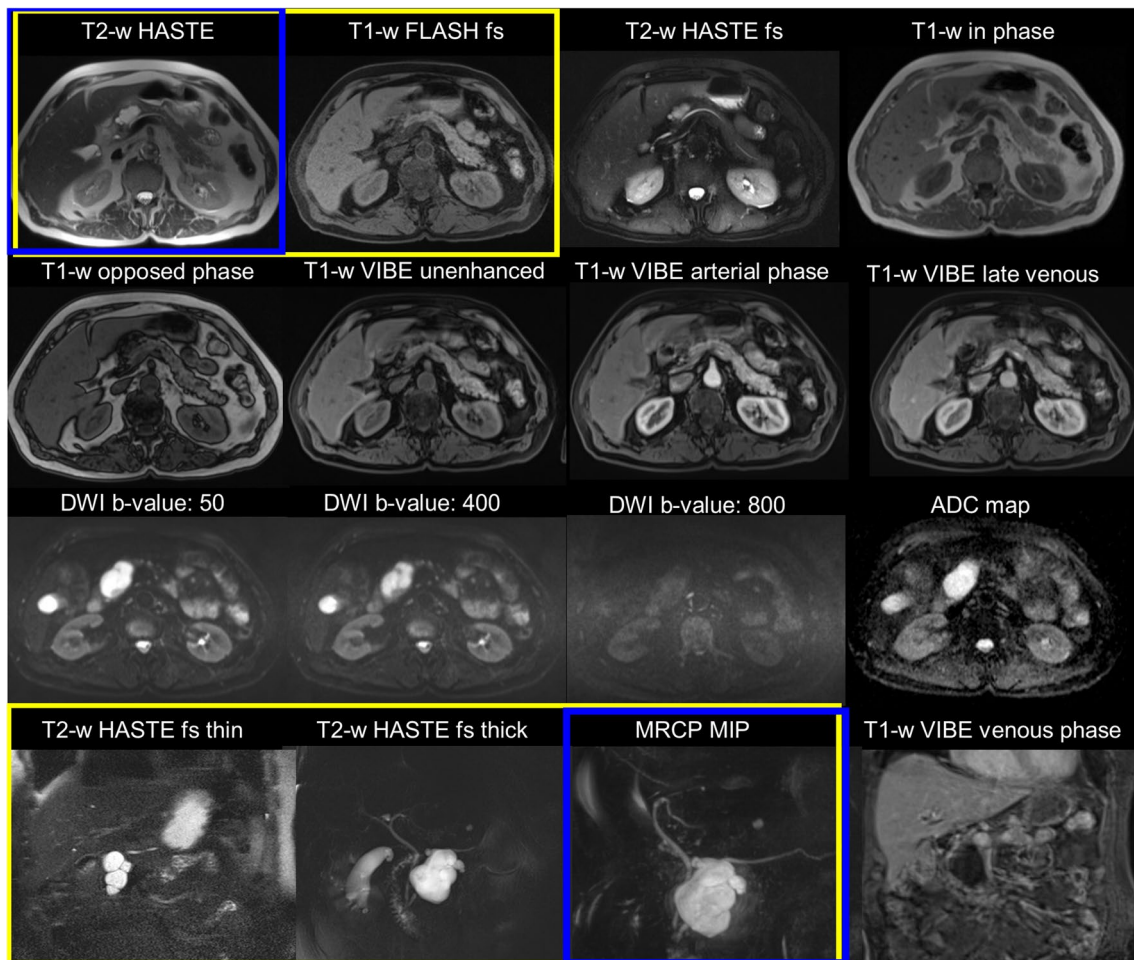 T2-w HASTE
T1-w FLASH fs
T2-w HASTE fs
T1-w in phase
T1-w opposed phase
T1-w VIBE unenhanced
T1-w VIBE arterial phase
T1-w VIBE late venous
DWI b-value: 50
DWI b-value: 400
DWI b-value: 800
ADC map
T2-w HASTE fs thin
T2-w HASTE fs thick
MRCP MIP
T1-w VIBE venous phase